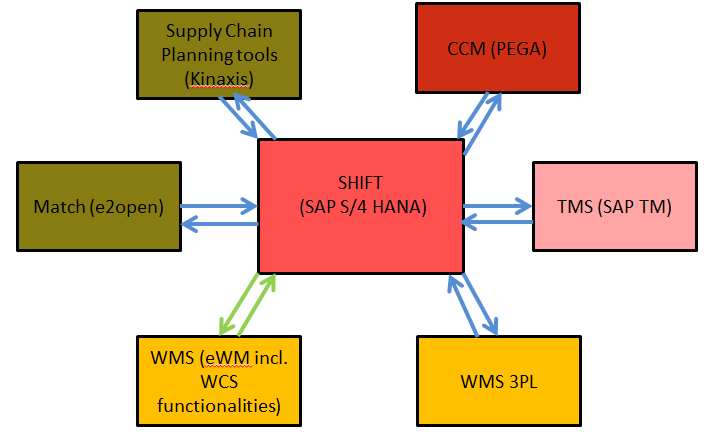 Supply Chain
Planning tools
(Kinaxis)
CCM (PEGA)
SHIFT
(SAP S/4 HANA)
Match (e2open)
TMS (SAP TM)
WMS (eWM incl.
WCS
functionalities)
WMS 3PL